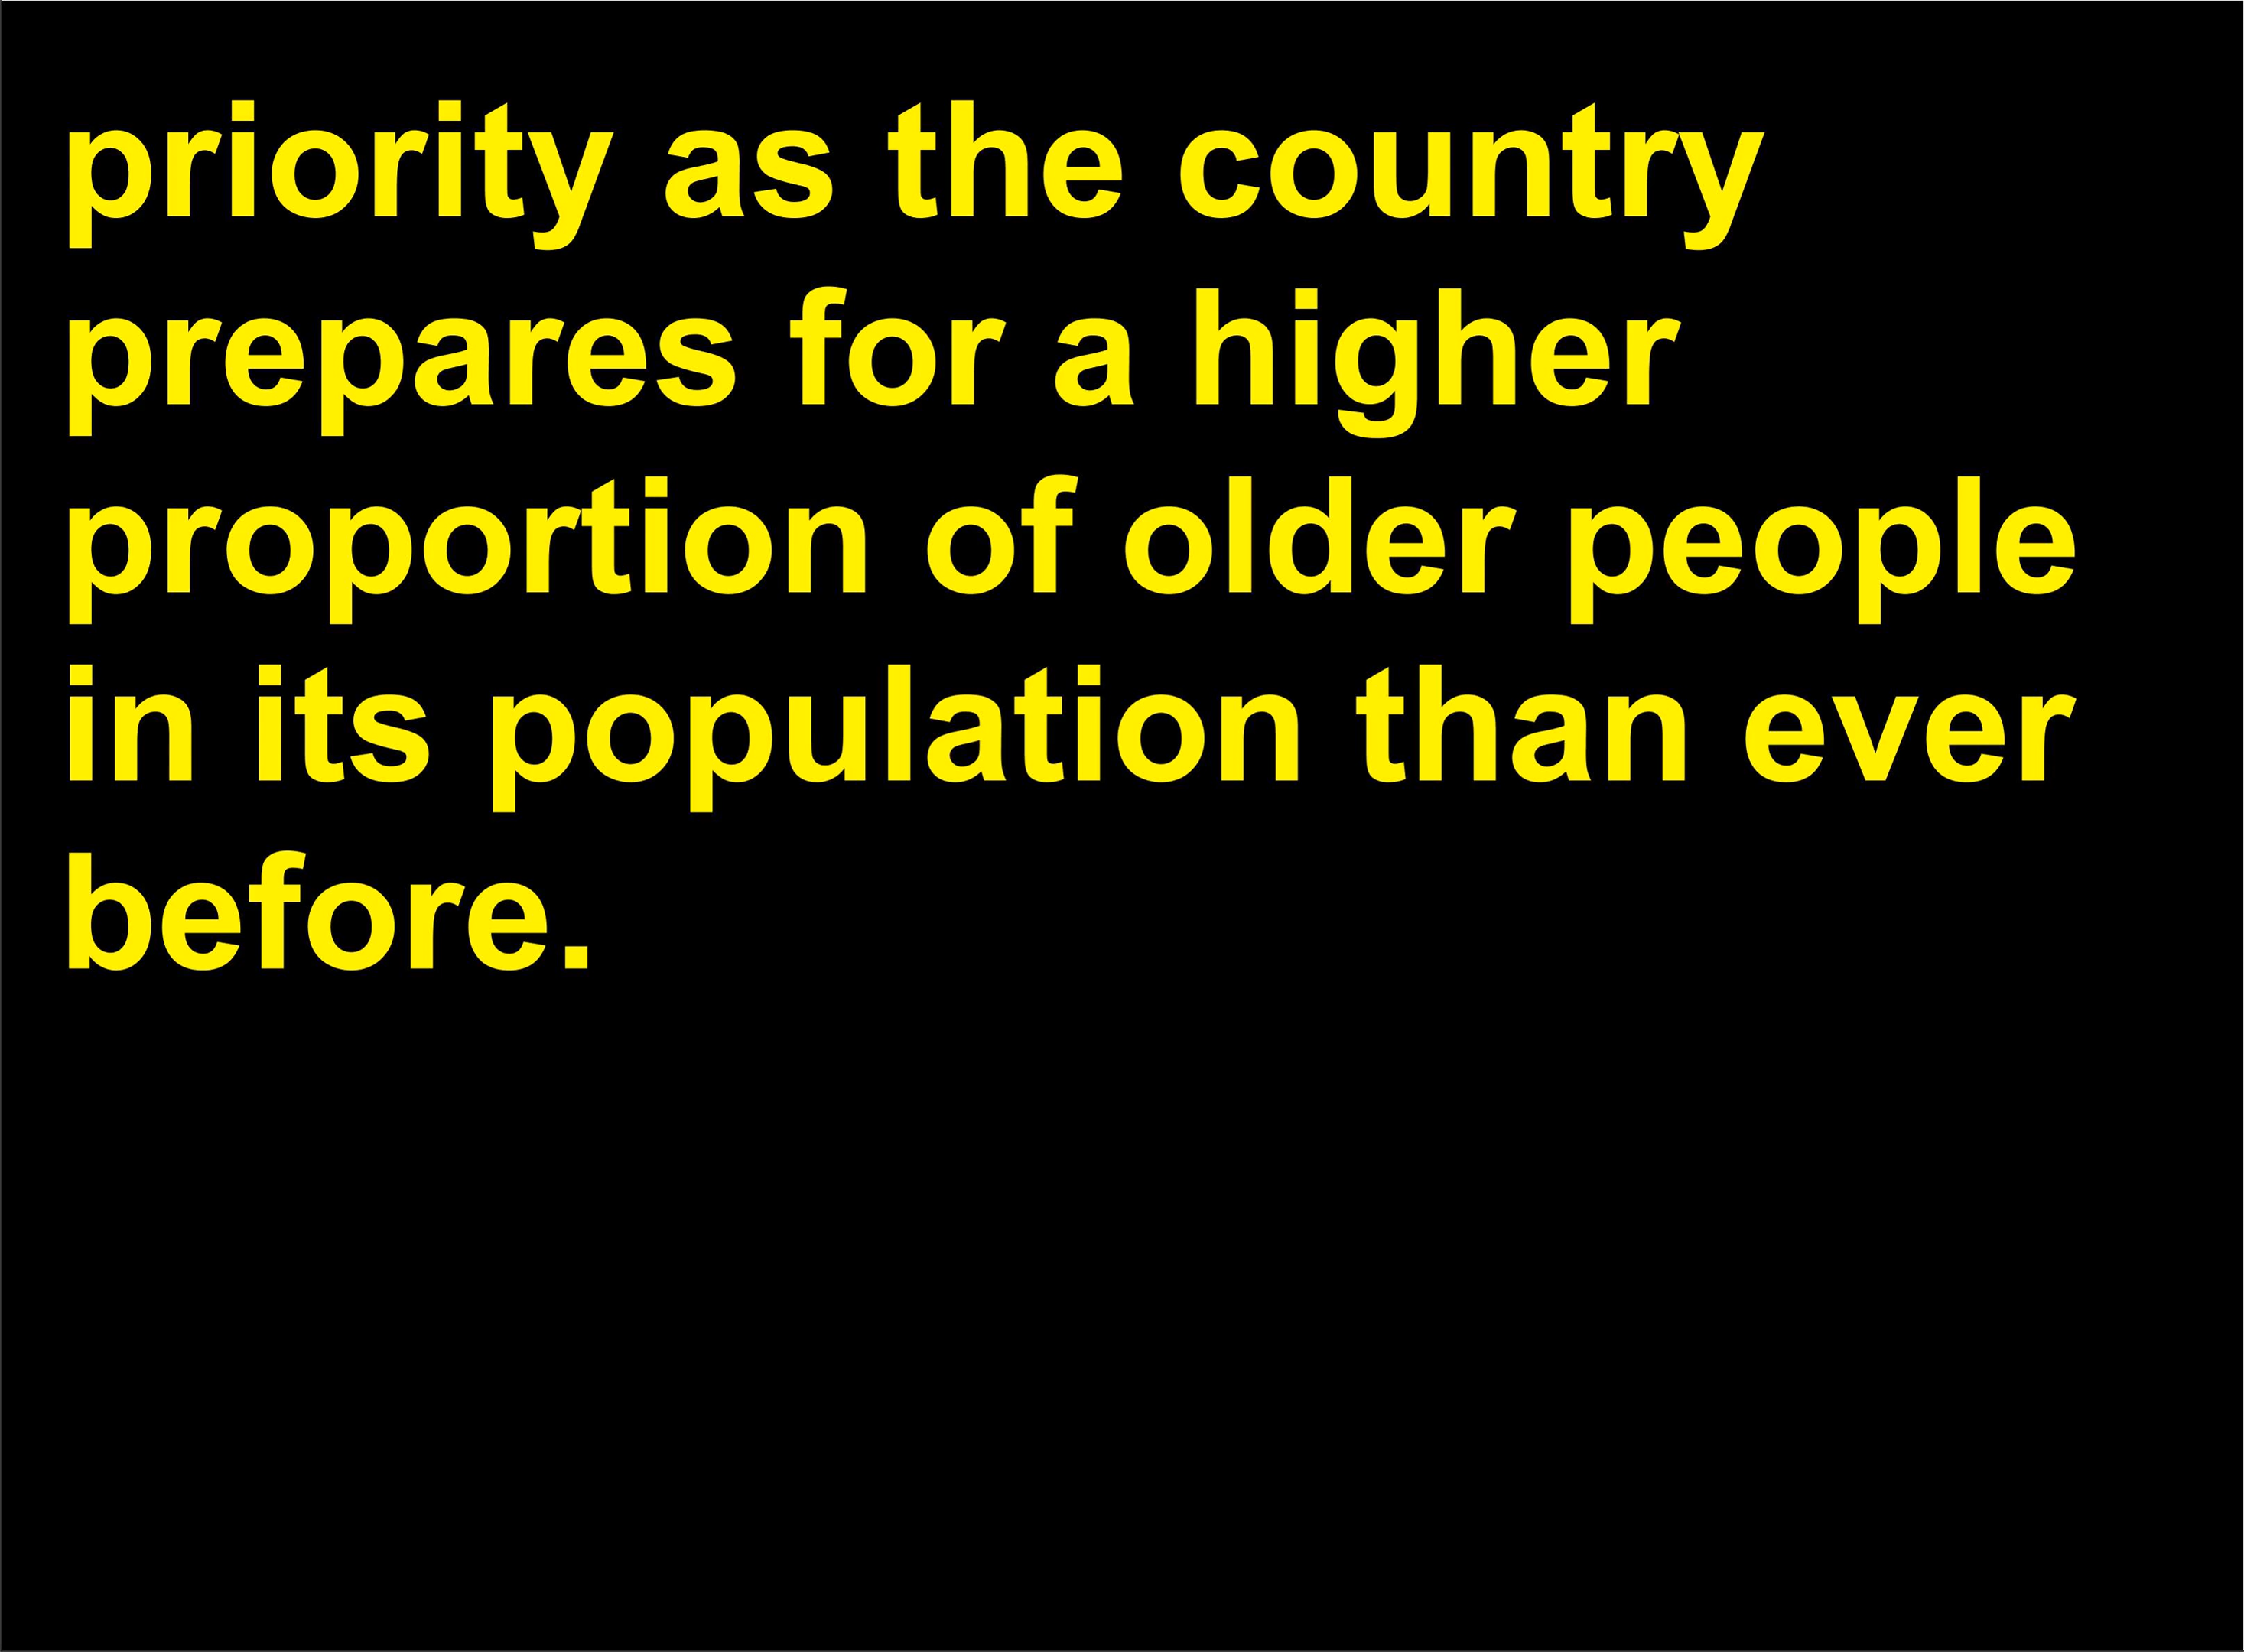 priority as the country
prepares for a higher
proportion of older people
in its population than ever
before.